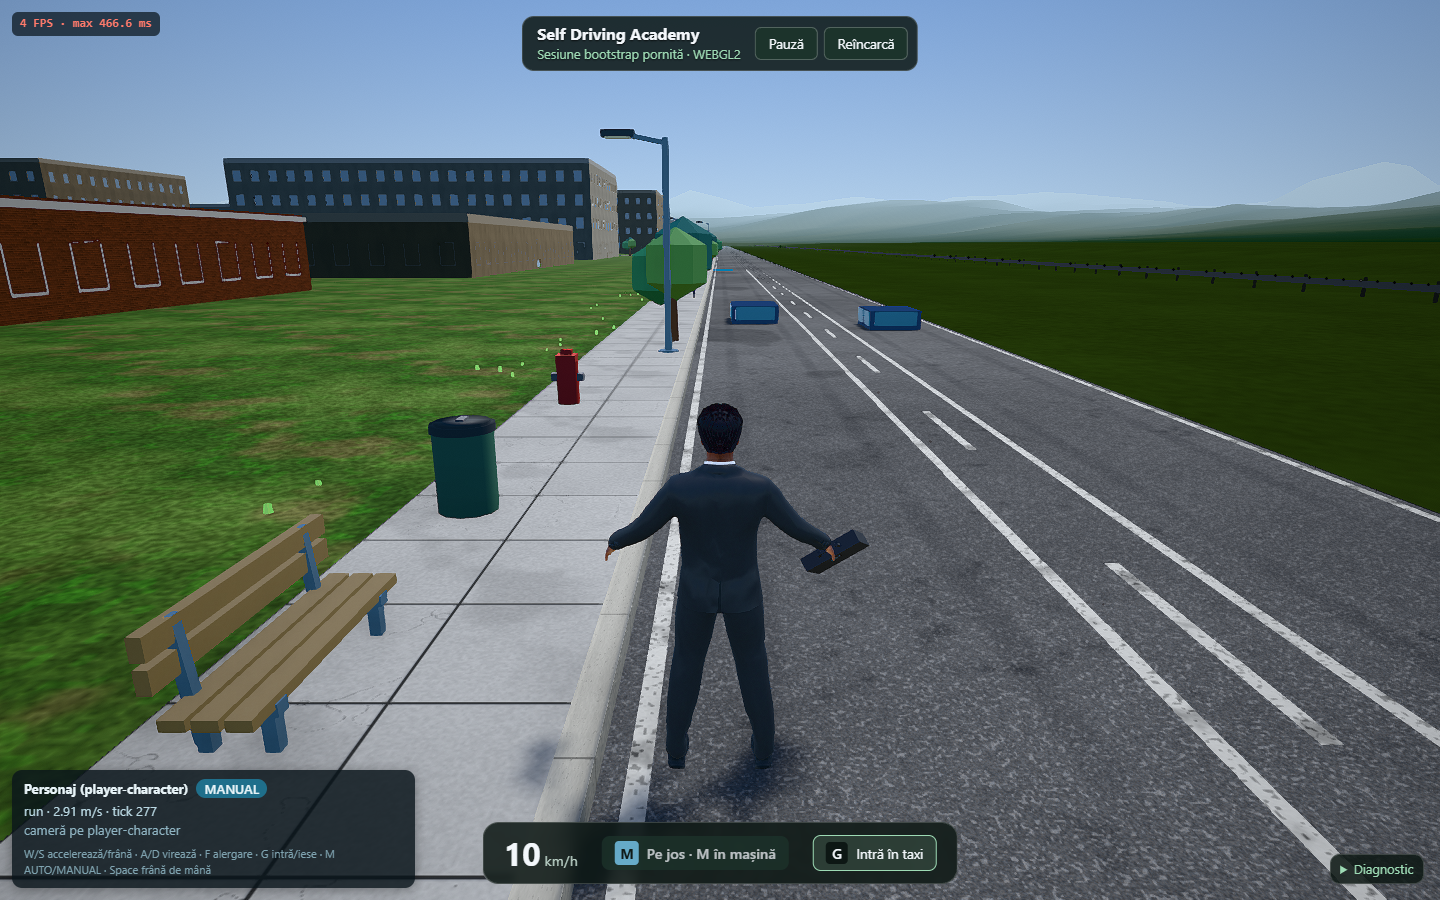 4 FPS · max 466.6 ms
Self Driving Academy
Sesiune bootstrap pornită · WEBGL2
Pauză
Reîncarcă
Personaj (player-character) MANUAL
run · 2.91 m/s · tick 277
cameră pe player-character
W/S accelerează/frână · A/D virează · F alergare · G intră/iese · M
AUTO/MANUAL · Space frână de mână
10 km/h
M Pe jos · M în mașină
G Intră în taxi
▶ Diagnostic